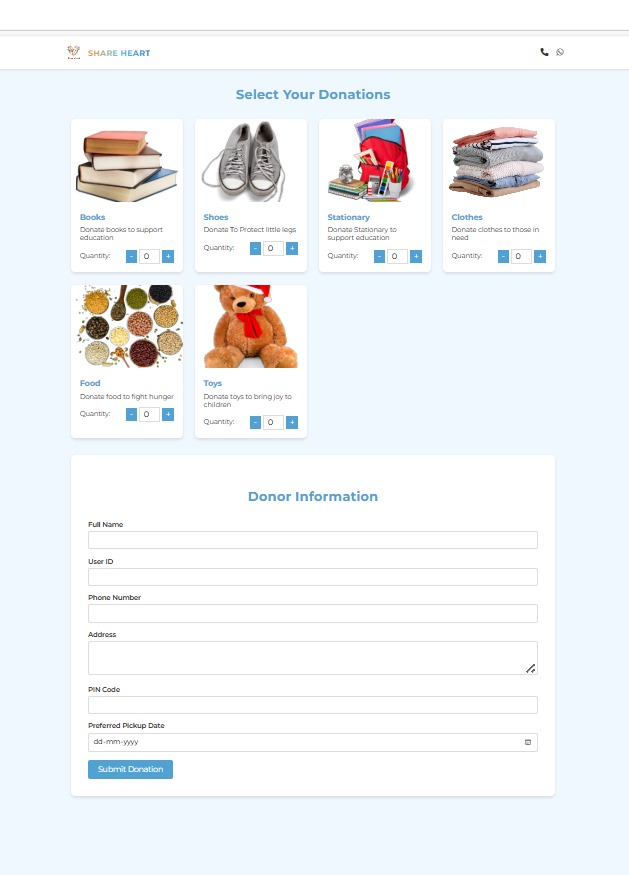 SHARE HEART
Select Your Donations
Books
Donate books to support
education
Quantity: - 0 +
Shoes
Donate To Protect little legs
Quantity: - 0 +
Stationary
Donate Stationary to
support education
Quantity: - 0 +
Clothes
Donate clothes to those in
need
Quantity: - 0 +
Food
Donate food to fight hunger
Quantity: - 0 +
Toys
Donate toys to bring joy to
children
Quantity: - 0 +
Donor Information
Full Name
User ID
Phone Number
Address
PIN Code
Preferred Pickup Date
dd-mm-yyyy
Submit Donation